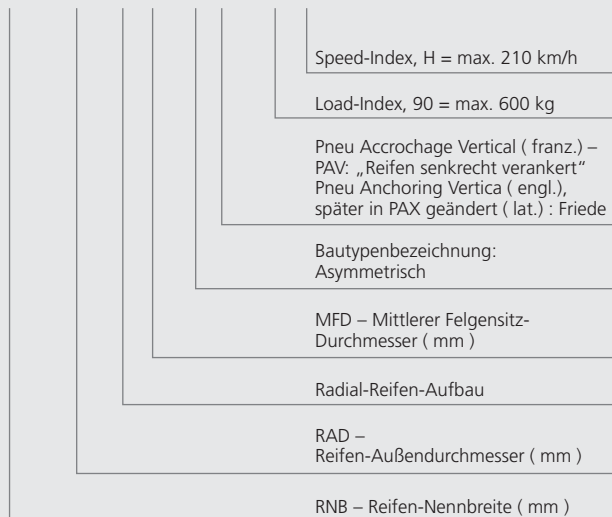 Speed-Index, H = max. 210 km/h
Load-Index, 90 = max. 600 kg
Pneu Accrochage Vertical ( franz.) –
PAV: „Reifen senkrecht verankert“
Pneu Anchoring Vertica ( engl.),
später in PAX geändert ( lat.) : Friede
Bautypenbezeichnung:
Asymmetrisch
MFD – Mittlerer Felgensitz-
Durchmesser ( mm )
Radial-Reifen-Aufbau
RAD –
Reifen-Außendurchmesser ( mm )
RNB – Reifen-Nennbreite ( mm )